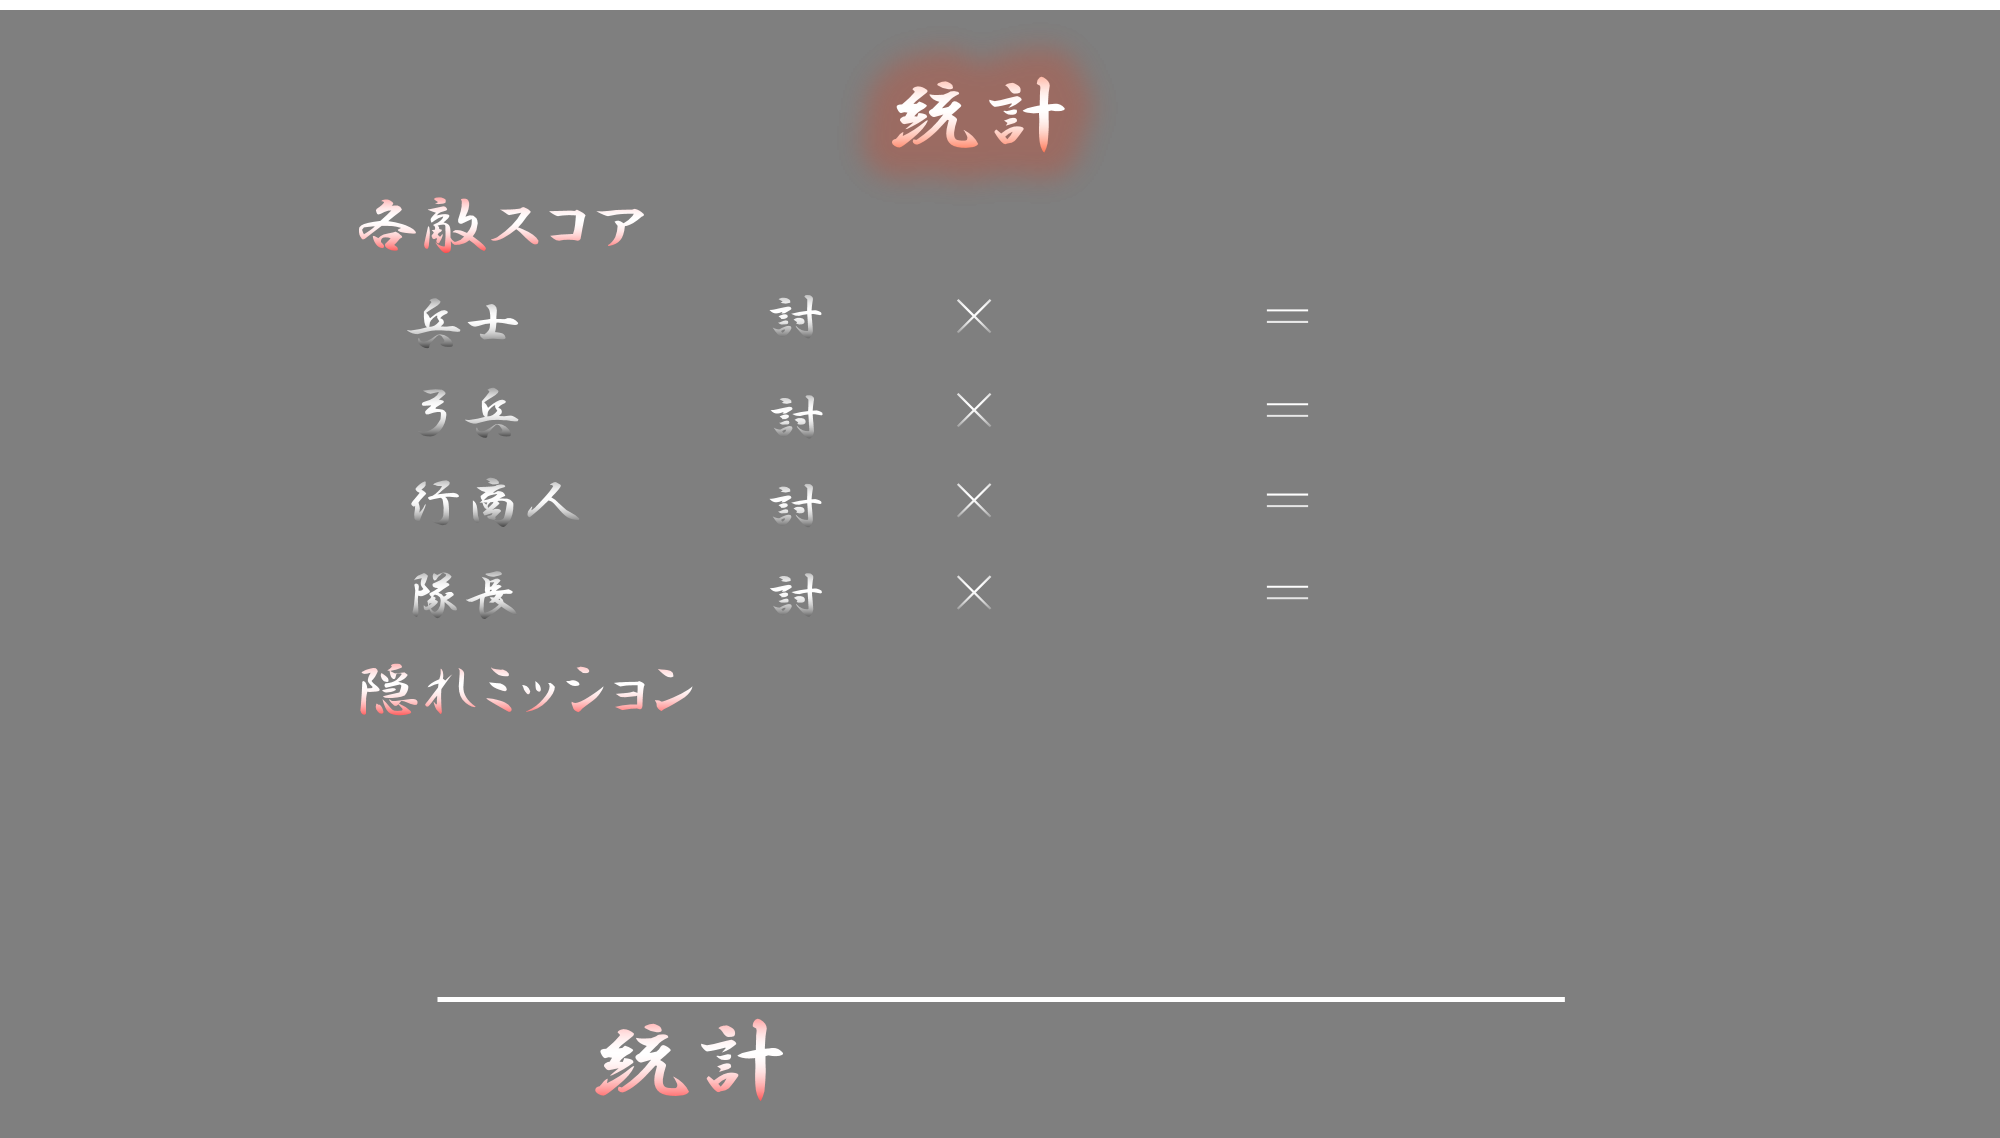 統計
各敵スコア
兵士 討 × =
弓兵 討 × =
行商人 討 × =
隊長 討 × =
隠れミッション
統計